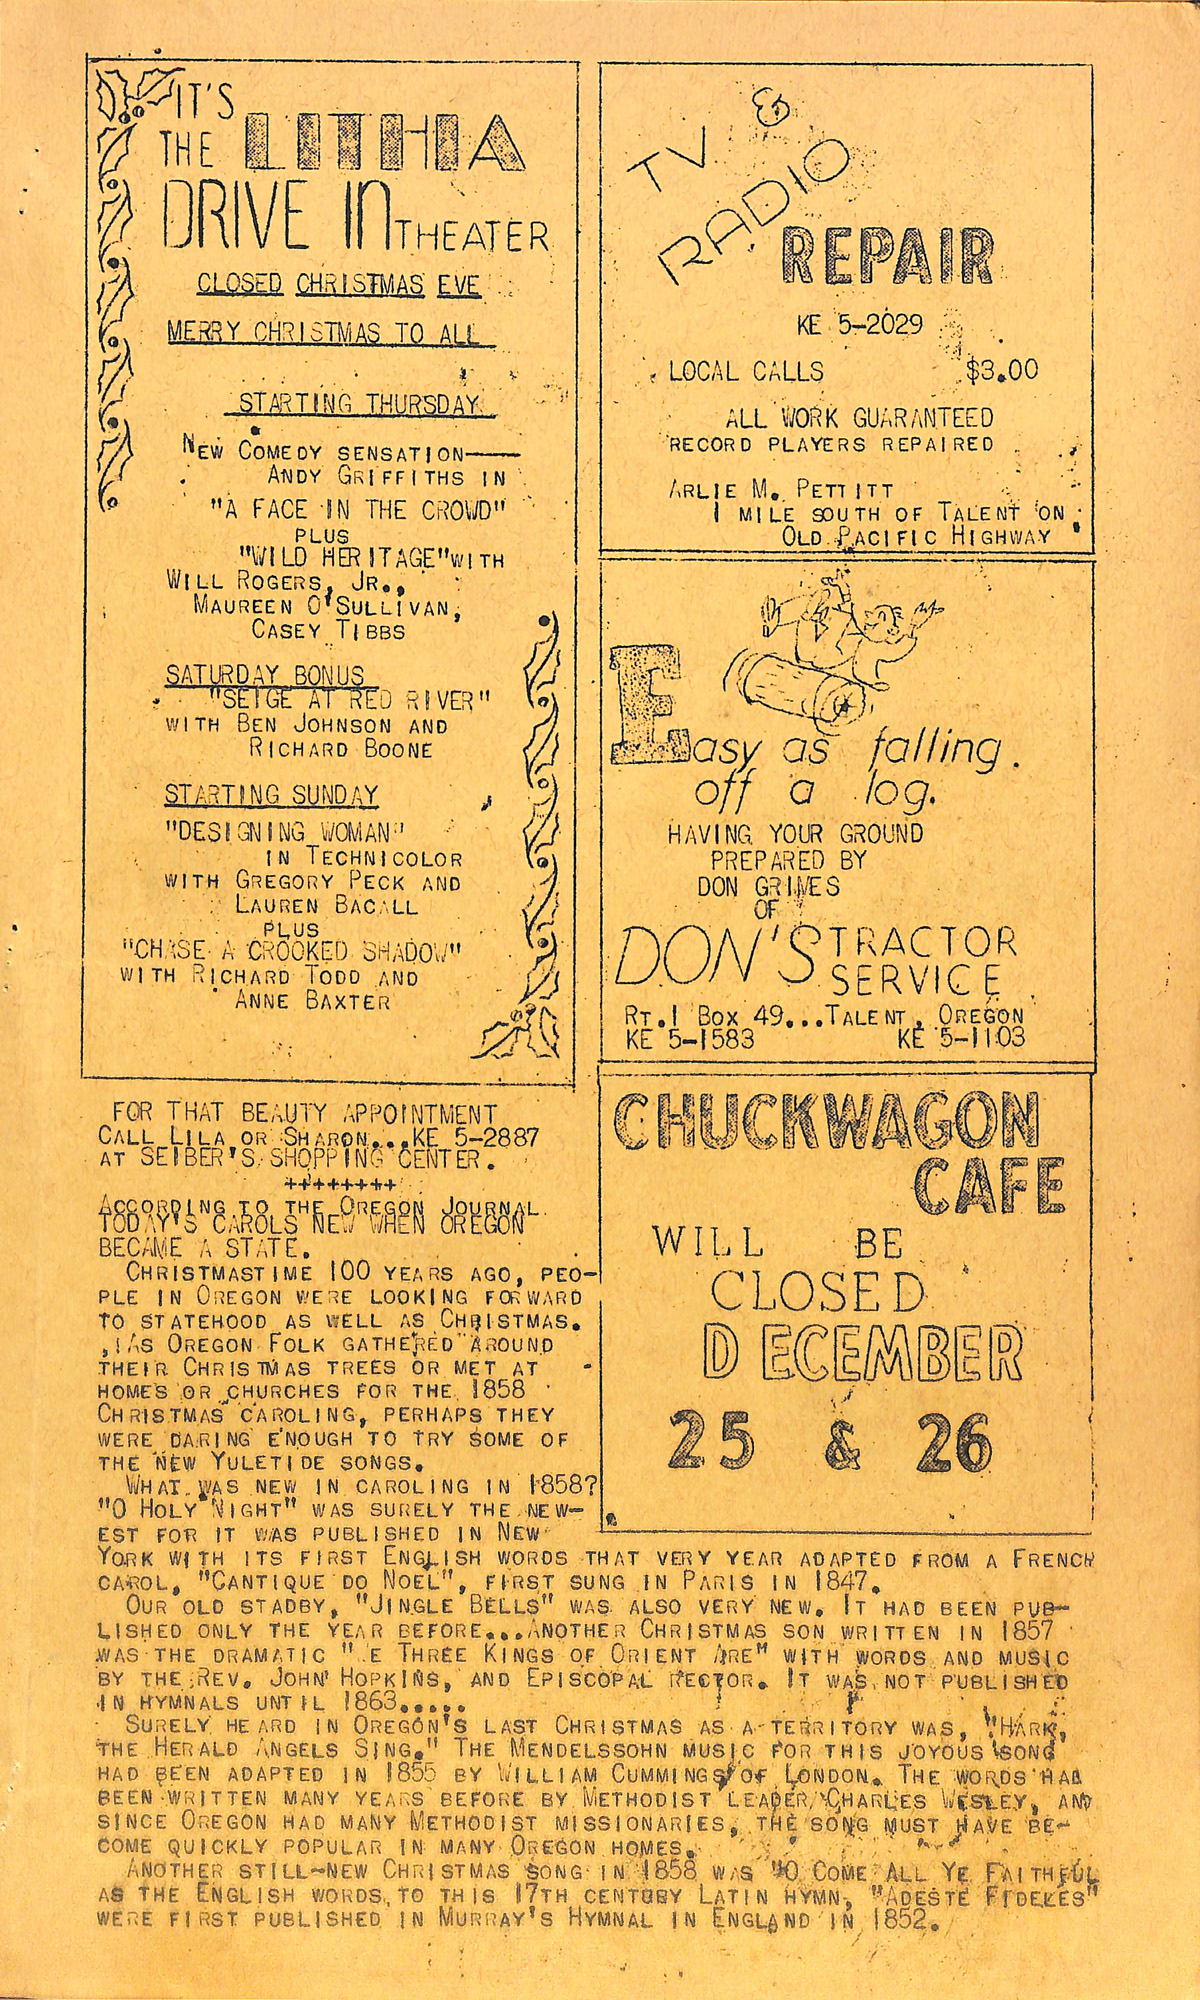 IT'S
THE LITHIA
DRIVE IN THEATER
CLOSED CHRISTMAS EVE
MERRY CHRISTMAS TO ALL
STARTING THURSDAY
NEW COMEDY SENSATION——
ANDY GRIFFITHS IN
"A FACE IN THE CROWD"
PLUS
"WILD HERITAGE" WITH
WILL ROGERS, JR.,
MAUREEN O'SULLIVAN,
CASEY TIBBS
SATURDAY BONUS
"SEIGE AT RED RIVER"
WITH BEN JOHNSON AND
RICHARD BOONE
STARTING SUNDAY
"DESIGNING WOMAN"
IN TECHNICOLOR
WITH GREGORY PECK AND
LAUREN BACALL
PLUS
"CHASE A CROOKED SHADOW"
WITH RICHARD TODD AND
ANNE BAXTER
TV &
RADIO
REPAIR
KE 5-2029
LOCAL CALLS $3.00
ALL WORK GUARANTEED
RECORD PLAYERS REPAIRED
ARLIE M. PETTITT
1 MILE SOUTH OF TALENT ON
OLD PACIFIC HIGHWAY
Easy as falling
off a log.
HAVING YOUR GROUND
PREPARED BY
DON GRIMES
OF
DON'S TRACTOR
SERVICE
RT.1 BOX 49...TALENT, OREGON
KE 5-1583 KE 5-1103
CHUCKWAGON
CAFE
WILL BE
CLOSED
DECEMBER
25 & 26
FOR THAT BEAUTY APPOINTMENT
CALL LILA OR SHARON...KE 5-2887
AT SEIBER'S SHOPPING CENTER.
++++++++
ACCORDING TO THE OREGON JOURNAL
TODAY'S CAROLS NEW WHEN OREGON
BECAME A STATE.
CHRISTMASTIME 100 YEARS AGO, PEO-
PLE IN OREGON WERE LOOKING FORWARD
TO STATEHOOD AS WELL AS CHRISTMAS.
AS OREGON FOLK GATHERED AROUND
THEIR CHRISTMAS TREES OR MET AT
HOMES OR CHURCHES FOR THE 1858
CHRISTMAS CAROLING, PERHAPS THEY
WERE DARING ENOUGH TO TRY SOME OF
THE NEW YULETIDE SONGS.
WHAT WAS NEW IN CAROLING IN 1858?
"O HOLY NIGHT" WAS SURELY THE NEW-
EST FOR IT WAS PUBLISHED IN NEW
YORK WITH ITS FIRST ENGLISH WORDS THAT VERY YEAR ADAPTED FROM A FRENCH
CAROL, "CANTIQUE DO NOEL", FIRST SUNG IN PARIS IN 1847.
OUR OLD STADBY, "JINGLE BELLS" WAS ALSO VERY NEW. IT HAD BEEN PUB-
LISHED ONLY THE YEAR BEFORE...ANOTHER CHRISTMAS SON WRITTEN IN 1857
WAS THE DRAMATIC " E THREE KINGS OF ORIENT ARE" WITH WORDS AND MUSIC
BY THE REV. JOHN HOPKINS, AND EPISCOPAL RECTOR. IT WAS NOT PUBLISHED
IN HYMNALS UNTIL 1863.....
SURELY HEARD IN OREGON'S LAST CHRISTMAS AS A TERRITORY WAS, "HARK,
THE HERALD ANGELS SING." THE MENDELSSOHN MUSIC FOR THIS JOYOUS SONG
HAD BEEN ADAPTED IN 1855 BY WILLIAM CUMMINGS OF LONDON. THE WORDS HAD
BEEN WRITTEN MANY YEARS BEFORE BY METHODIST LEADER, CHARLES WESLEY, AND
SINCE OREGON HAD MANY METHODIST MISSIONARIES, THE SONG MUST HAVE BE-
COME QUICKLY POPULAR IN MANY OREGON HOMES.
ANOTHER STILL-NEW CHRISTMAS SONG IN 1858 WAS "O COME ALL YE FAITHFUL
AS THE ENGLISH WORDS TO THIS 17TH CENTURY LATIN HYMN, "ADESTE FIDELES"
WERE FIRST PUBLISHED IN MURRAY'S HYMNAL IN ENGLAND IN 1852.